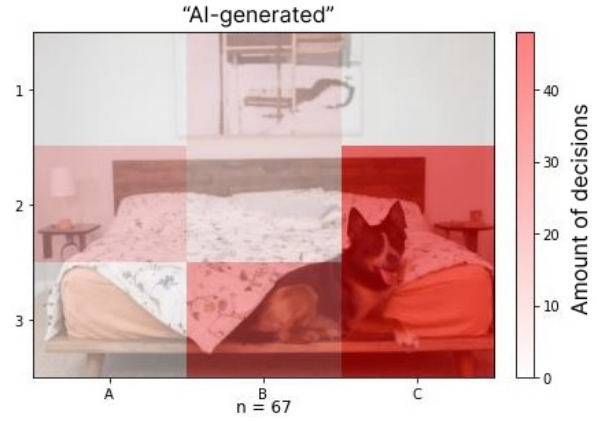 “AI-generated”
1
2
3
A
B
C
n = 67
40
30
20
10
0
Amount of decisions